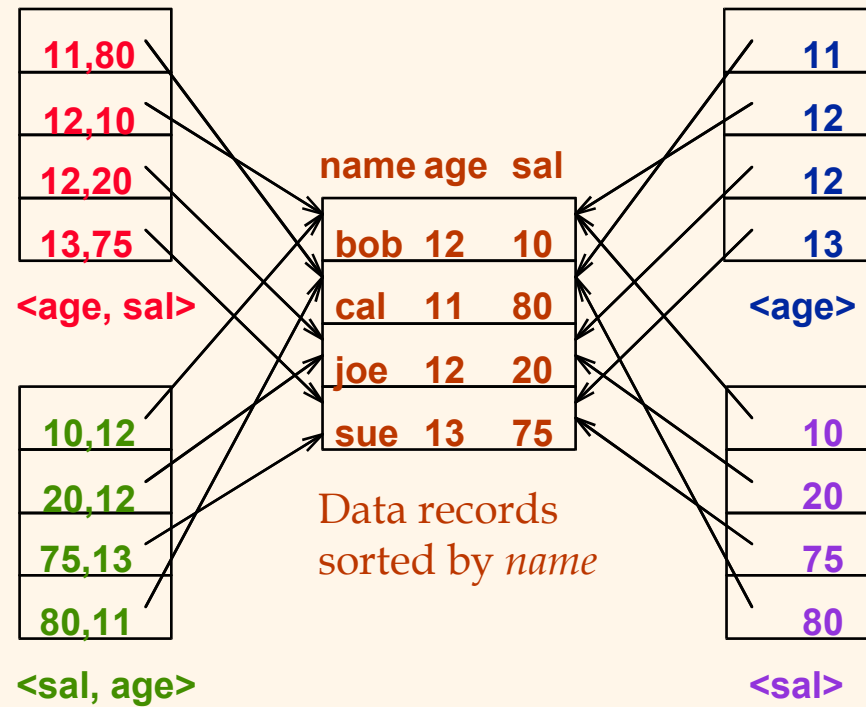 11,80
12,10
12,20
13,75
<age, sal>
10,12
20,12
75,13
80,11
<sal, age>
name age sal
bob 12 10
cal 11 80
joe 12 20
sue 13 75
Data records
sorted by name
11
12
12
13
<age>
10
20
75
80
<sal>